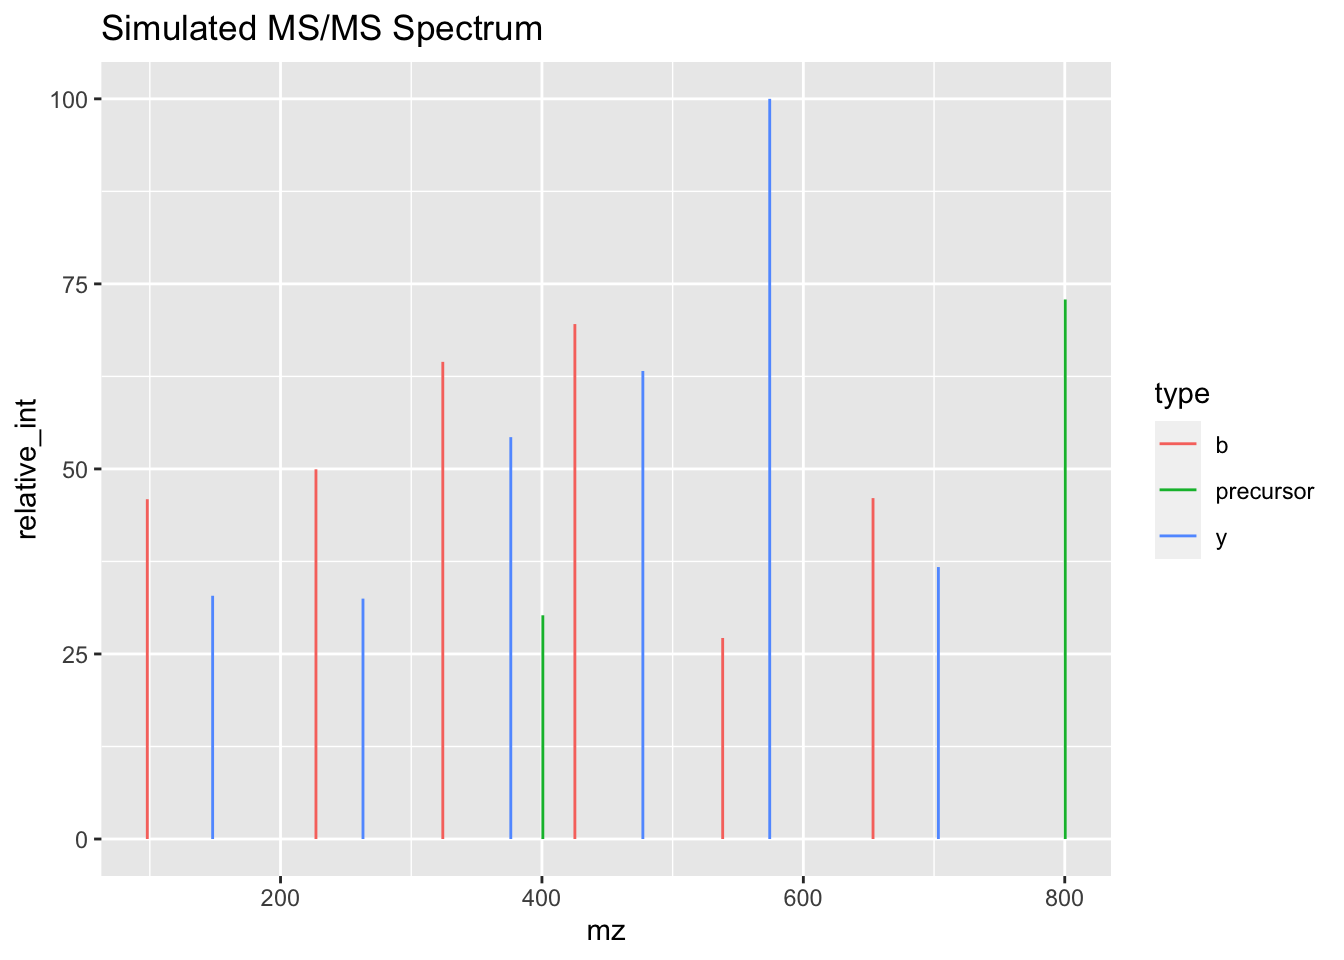 Simulated MS/MS Spectrum
100
75
50
25
0
relative_int
200
400
600
800
mz
type
b
precursor
y